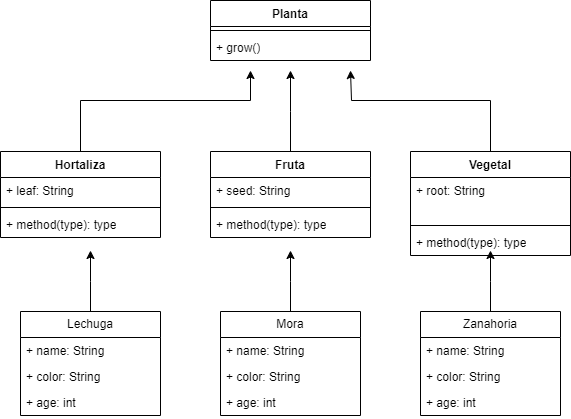 Planta
+ grow()
Hortaliza
+ leaf: String
+ method(type): type
Fruta
+ seed: String
+ method(type): type
Vegetal
+ root: String
+ method(type): type
Lechuga
+ name: String
+ color: String
+ age: int
Mora
+ name: String
+ color: String
+ age: int
Zanahoria
+ name: String
+ color: String
+ age: int